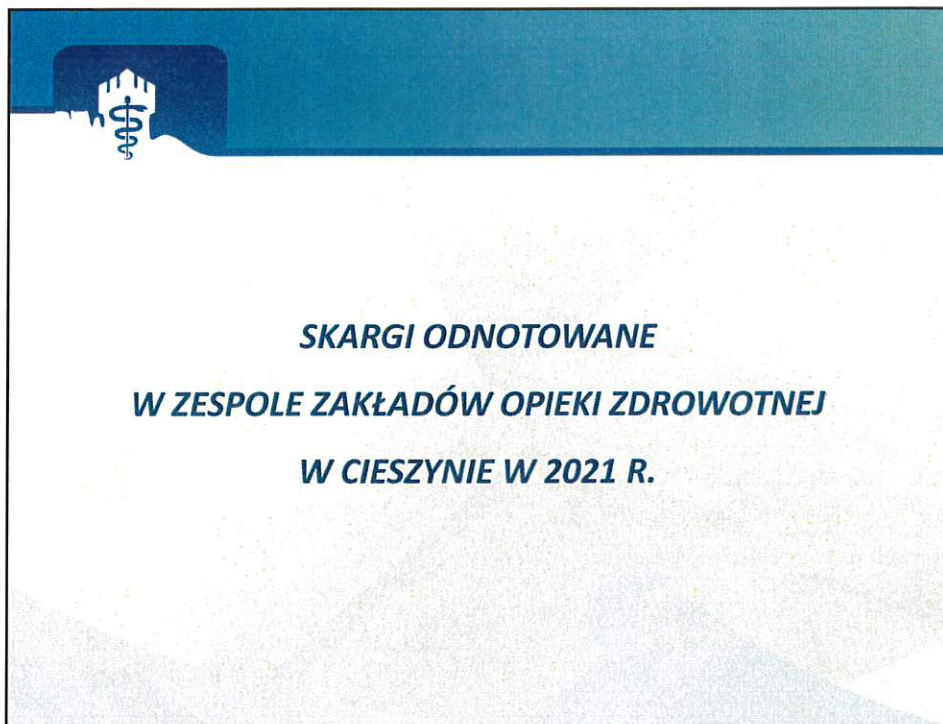 SKARGI ODNOTOWANE
W ZESPOLE ZAKŁADÓW OPIEKI ZDROWOTNEJ
W CIESZYNIE W 2021 R.